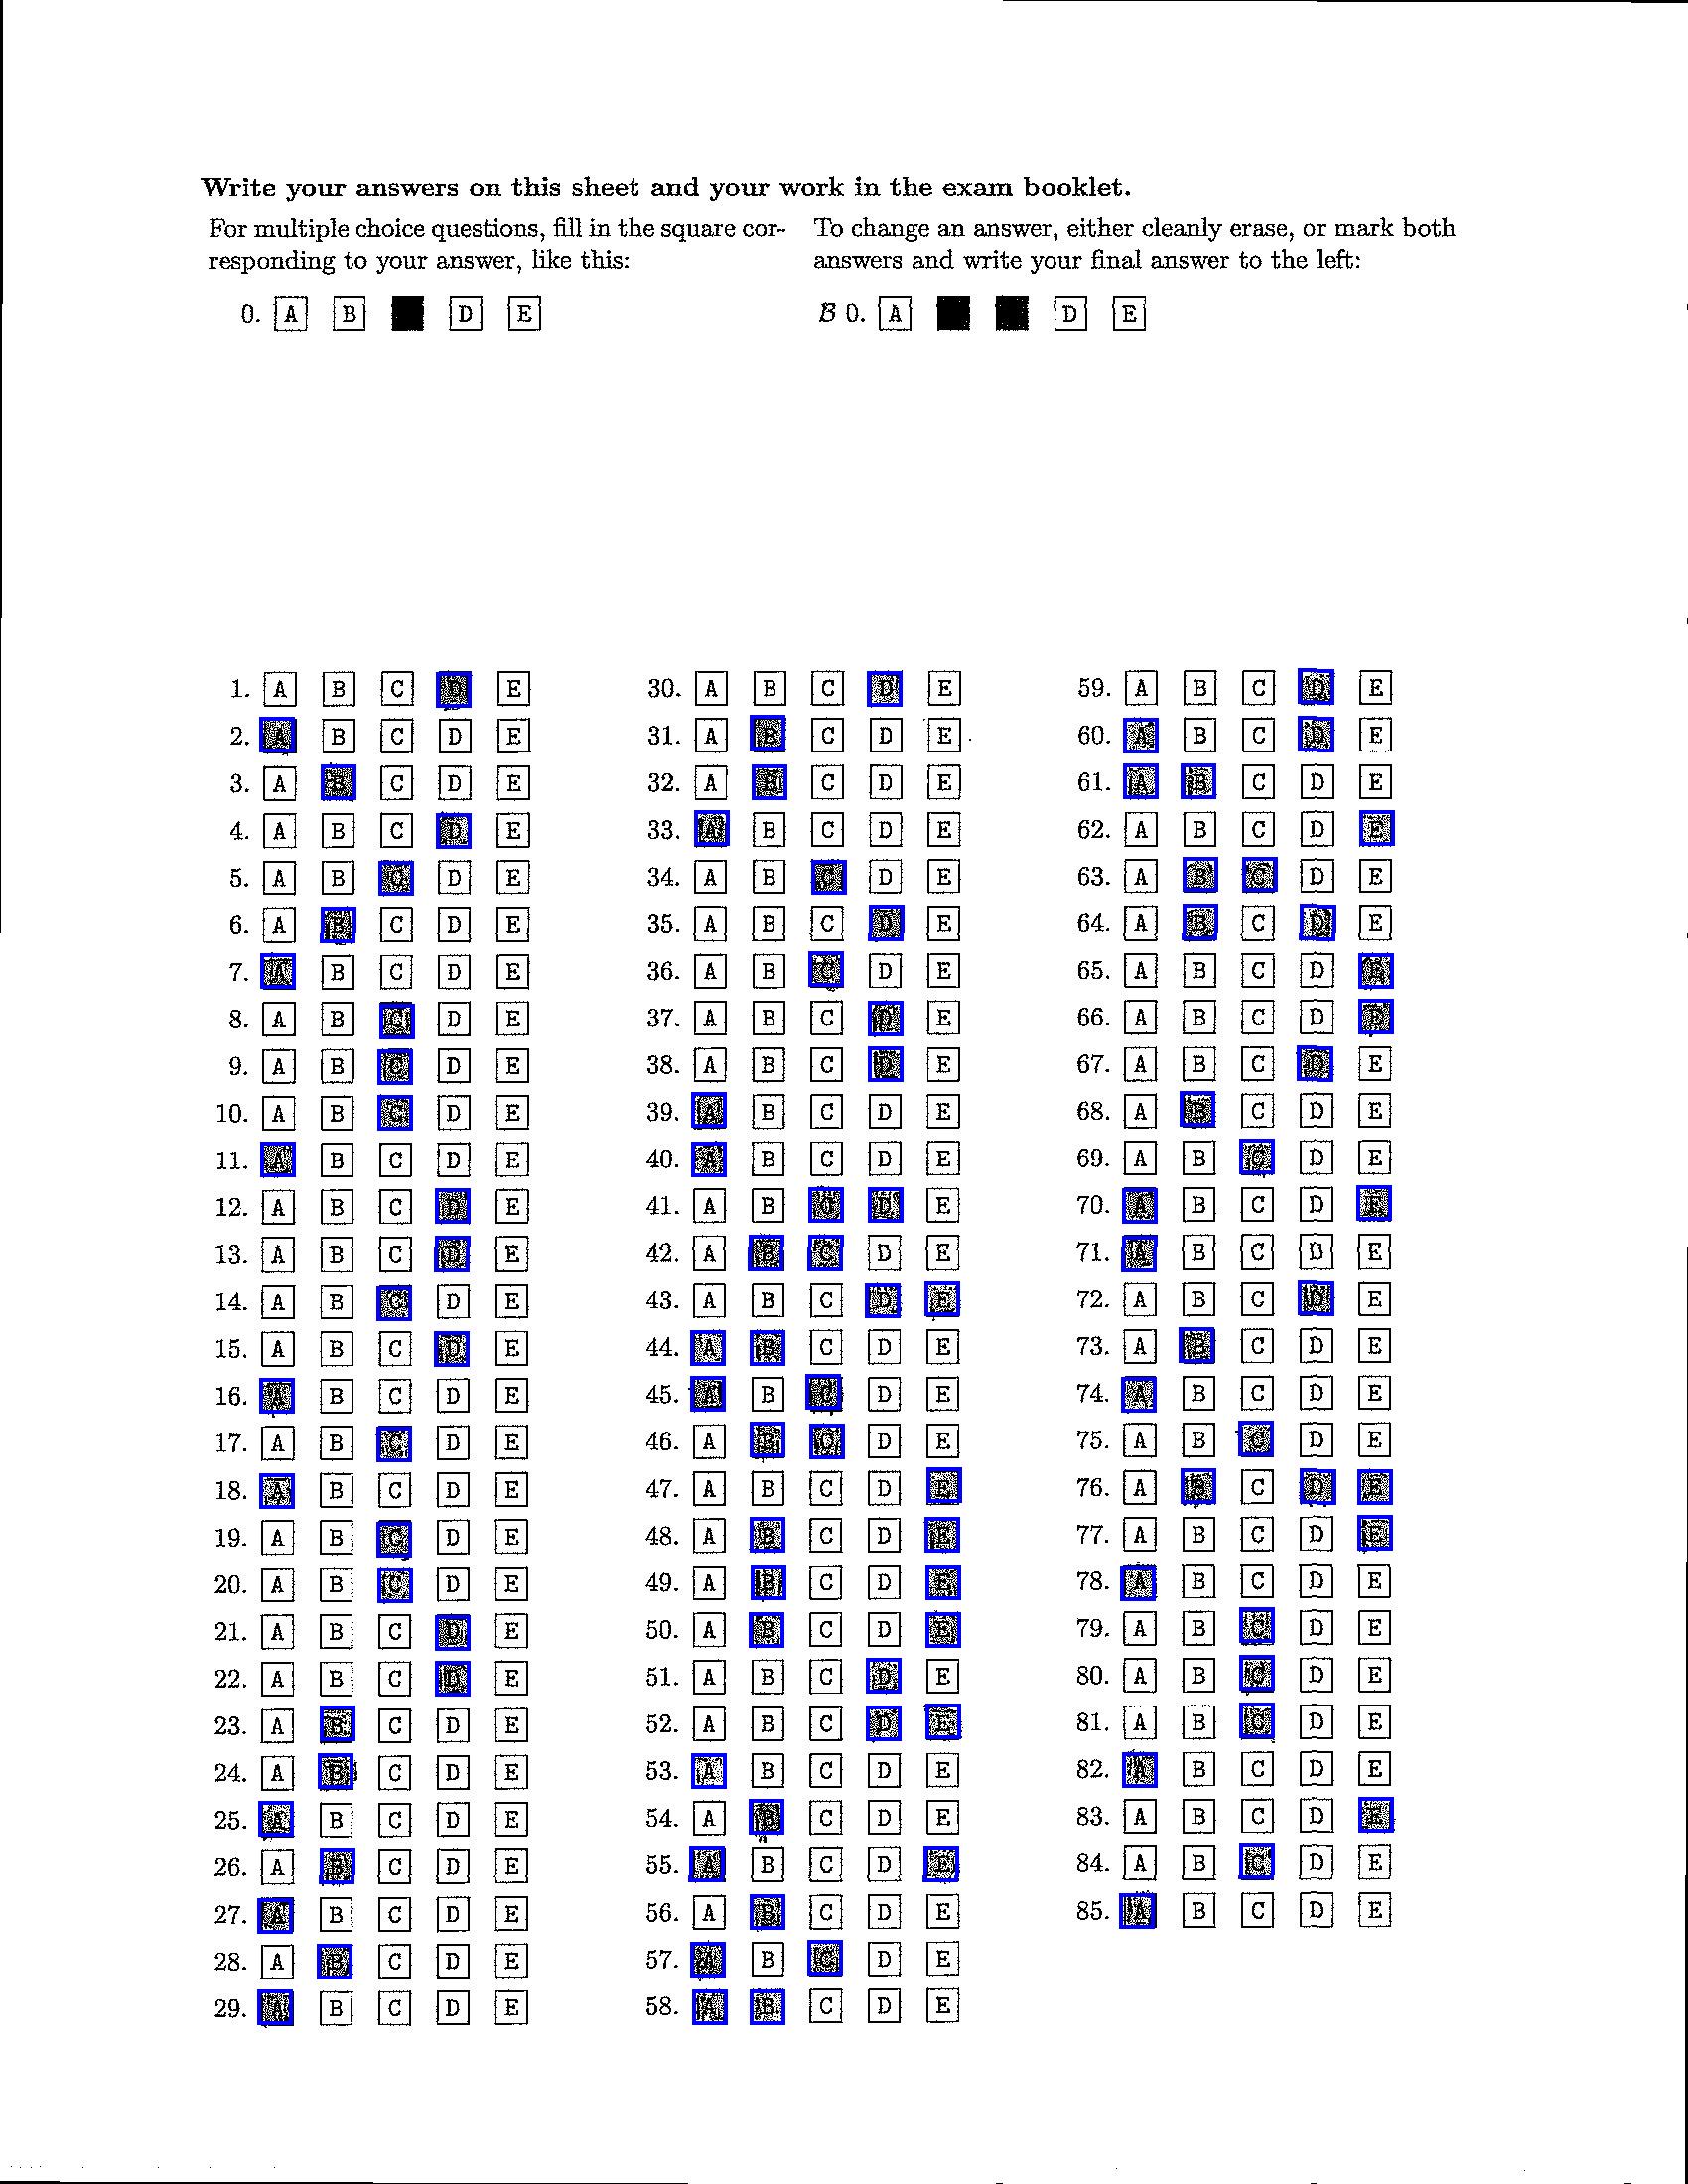 Write your answers on this sheet and your work in the exam booklet.
For multiple choice questions, fill in the square cor-
responding to your answer, like this:
To change an answer, either cleanly erase, or mark both
answers and write your final answer to the left:
0. A B D E
B 0. A D E
1. A B C D E
2. A B C D E
3. A B C D E
4. A B C D E
5. A B C D E
6. A B C D E
7. A B C D E
8. A B C D E
9. A B C D E
10. A B C D E
11. A B C D E
12. A B C D E
13. A B C D E
14. A B C D E
15. A B C D E
16. A B C D E
17. A B C D E
18. A B C D E
19. A B C D E
20. A B C D E
21. A B C D E
22. A B C D E
23. A B C D E
24. A B C D E
25. A B C D E
26. A B C D E
27. A B C D E
28. A B C D E
29. A B C D E
30. A B C D E
31. A B C D E
32. A B C D E
33. A B C D E
34. A B C D E
35. A B C D E
36. A B C D E
37. A B C D E
38. A B C D E
39. A B C D E
40. A B C D E
41. A B C D E
42. A B C D E
43. A B C D E
44. A B C D E
45. A B C D E
46. A B C D E
47. A B C D E
48. A B C D E
49. A B C D E
50. A B C D E
51. A B C D E
52. A B C D E
53. A B C D E
54. A B C D E
55. A B C D E
56. A B C D E
57. A B C D E
58. A B C D E
59. A B C D E
60. A B C D E
61. A B C D E
62. A B C D E
63. A B C D E
64. A B C D E
65. A B C D E
66. A B C D E
67. A B C D E
68. A B C D E
69. A B C D E
70. A B C D E
71. A B C D E
72. A B C D E
73. A B C D E
74. A B C D E
75. A B C D E
76. A B C D E
77. A B C D E
78. A B C D E
79. A B C D E
80. A B C D E
81. A B C D E
82. A B C D E
83. A B C D E
84. A B C D E
85. A B C D E